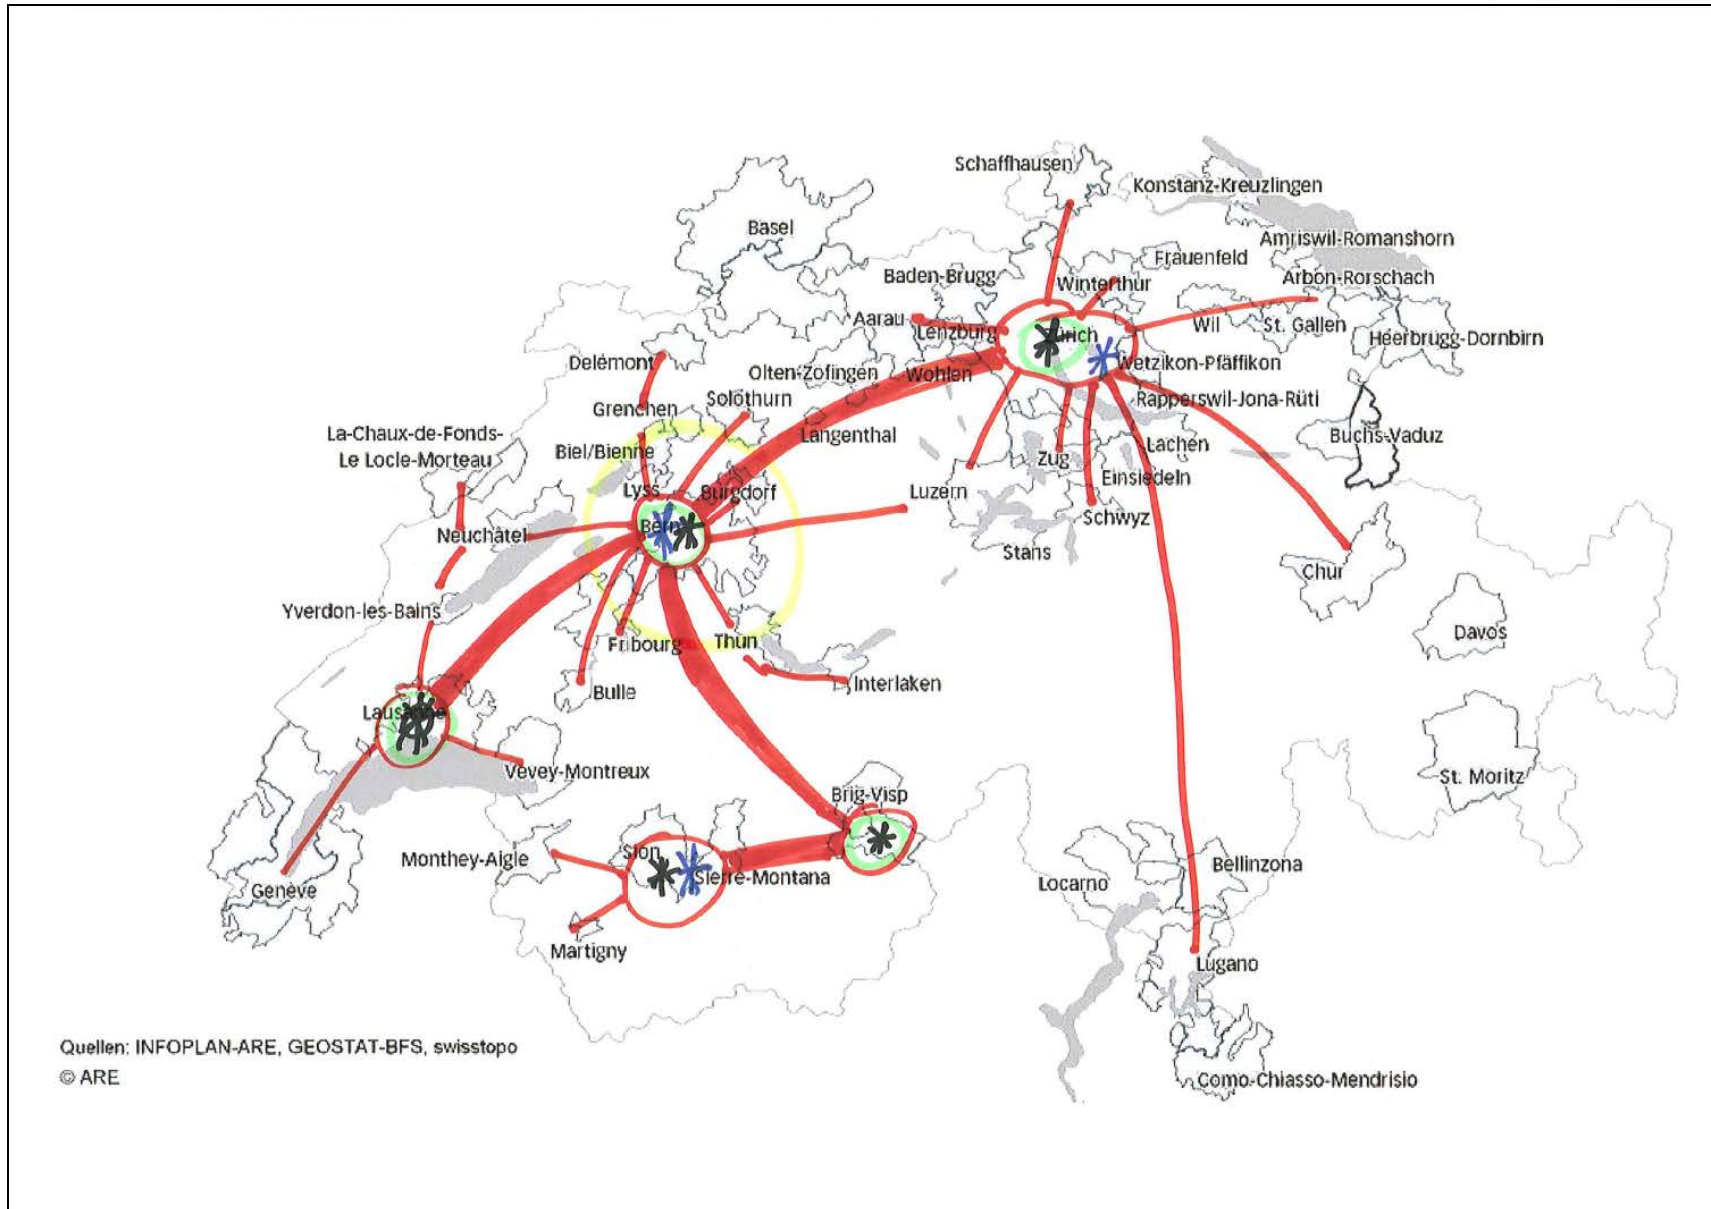 Schaffhausen
Konstanz-Kreuzlingen
Basel
Amriswil-Romanshorn
Frauenfeld
Baden-Brugg
Winterthur
Arbon-Rorschach
Aarau
Lenzburg
Zürich
Wil
St. Gallen
Heerbrugg-Dornbirn
Delémont
Olten-Zofingen
Wohlen
Wetzikon-Pfäffikon
Grenchen
Solothurn
Rapperswil-Jona-Rüti
La-Chaux-de-Fonds-
Le Locle-Morteau
Biel/Bienne
Langenthal
Lachen
Buchs-Vaduz
Zug
Einsiedeln
Lyss
Burgdorf
Luzern
Schwyz
Neuchâtel
Bern
Stans
Chur
Yverdon-les-Bains
Fribourg
Thun
Davos
Bulle
Interlaken
Lausanne
Vevey-Montreux
St. Moritz
Brig-Visp
Monthey-Aigle
Sion
Sierre-Montana
Locarno
Bellinzona
Genève
Martigny
Lugano
Como-Chiasso-Mendrisio
Quellen: INFOPLAN-ARE, GEOSTAT-BFS, swisstopo
© ARE